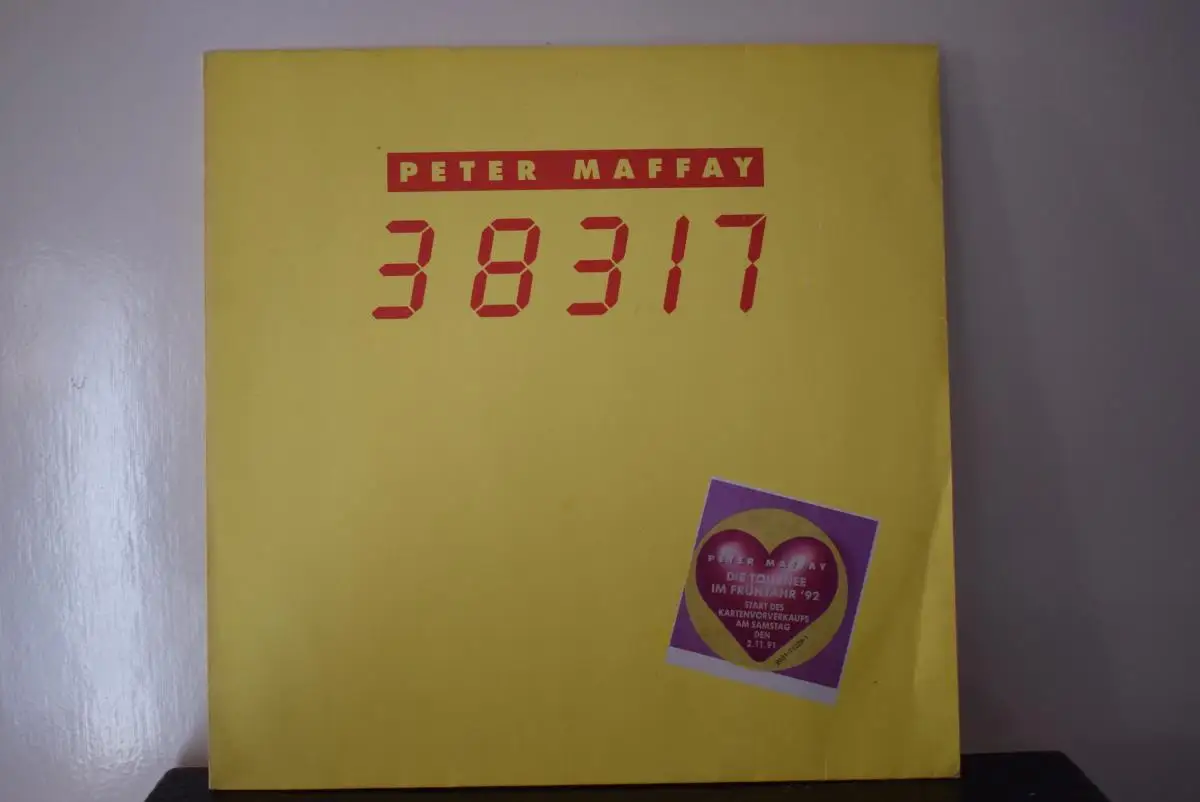 PETER MAFFAY
38317
PETER MAFFAY
DIE TOURNEE
IM FRÜHJAHR '92
START DES
KARTENVORVERKAUFS
AM SAMSTAG
DEN
2.11.91